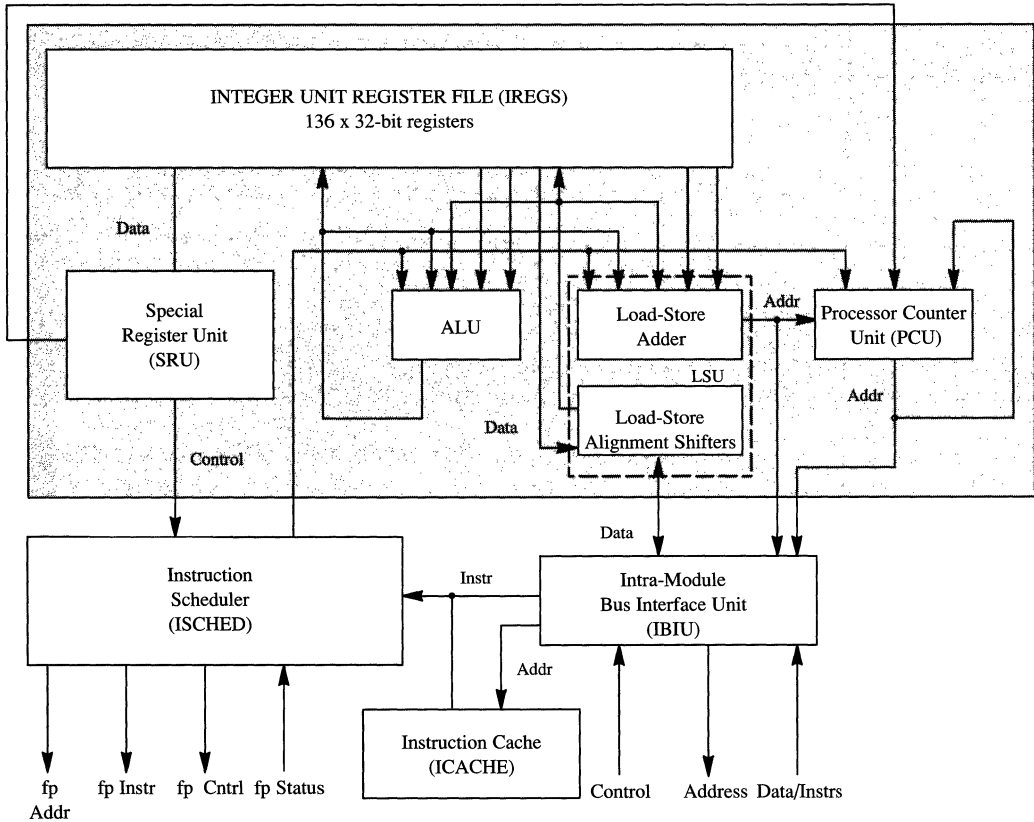 INTEGER UNIT REGISTER FILE (IREGS)
136 x 32-bit registers
Data
Special
Register Unit
(SRU)
ALU
Load-Store
Adder
Addr
Processor Counter
Unit (PCU)
LSU
Addr
Load-Store
Alignment Shifters
Data
Control
Data
Instruction
Scheduler
(ISCHED)
Instr
Intra-Module
Bus Interface Unit
(IBIU)
Addr
Instruction Cache
(ICACHE)
fp
Addr
fp Instr
fp Cntrl
fp Status
Control
Address
Data/Instrs